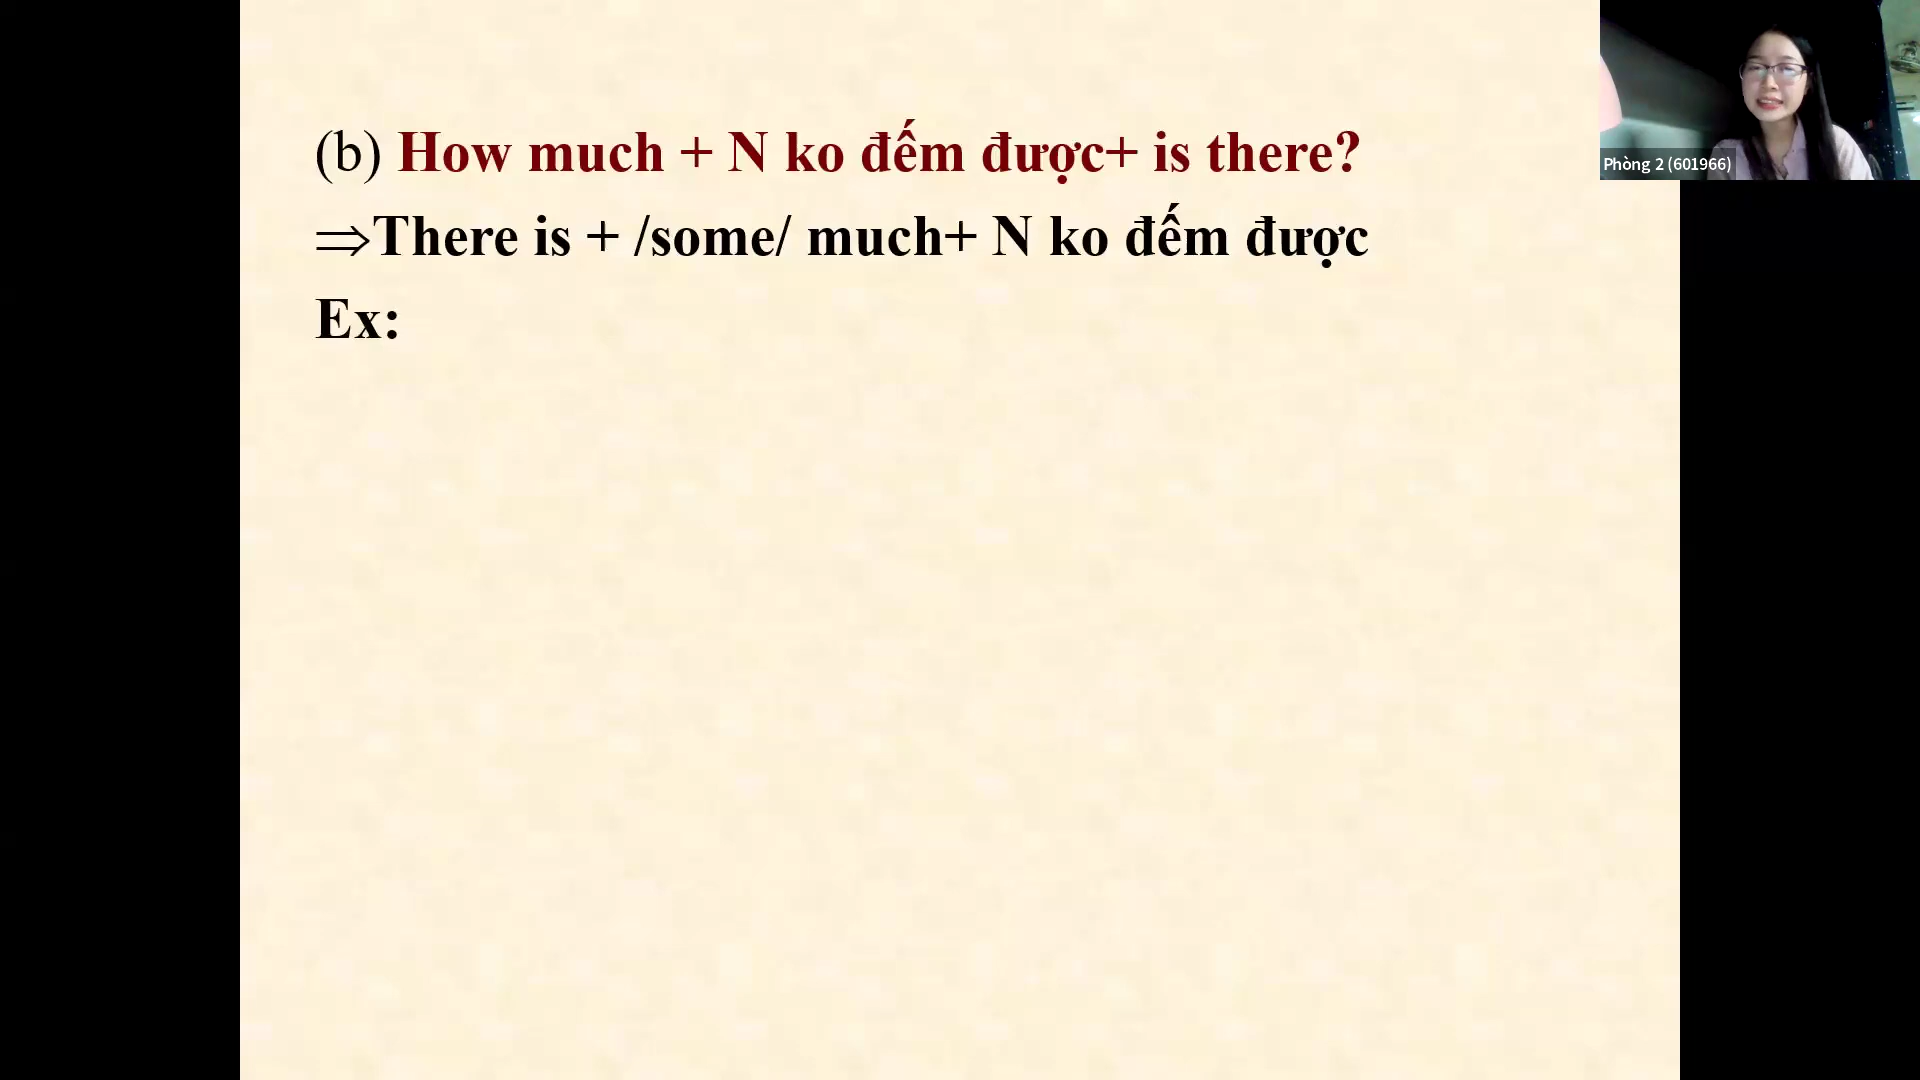 (b) How much + N ko đếm được+ is there?
⇒There is + /some/ much+ N ko đếm được
Ex:
Phòng 2 (601966)